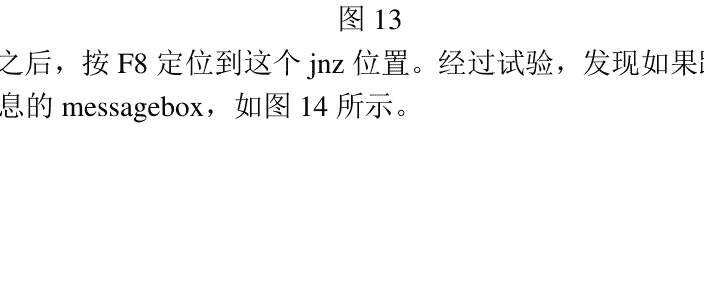 图 13
之后，按 F8 定位到这个 jnz 位置。经过试验，发现如果
息的 messagebox，如图 14 所示。